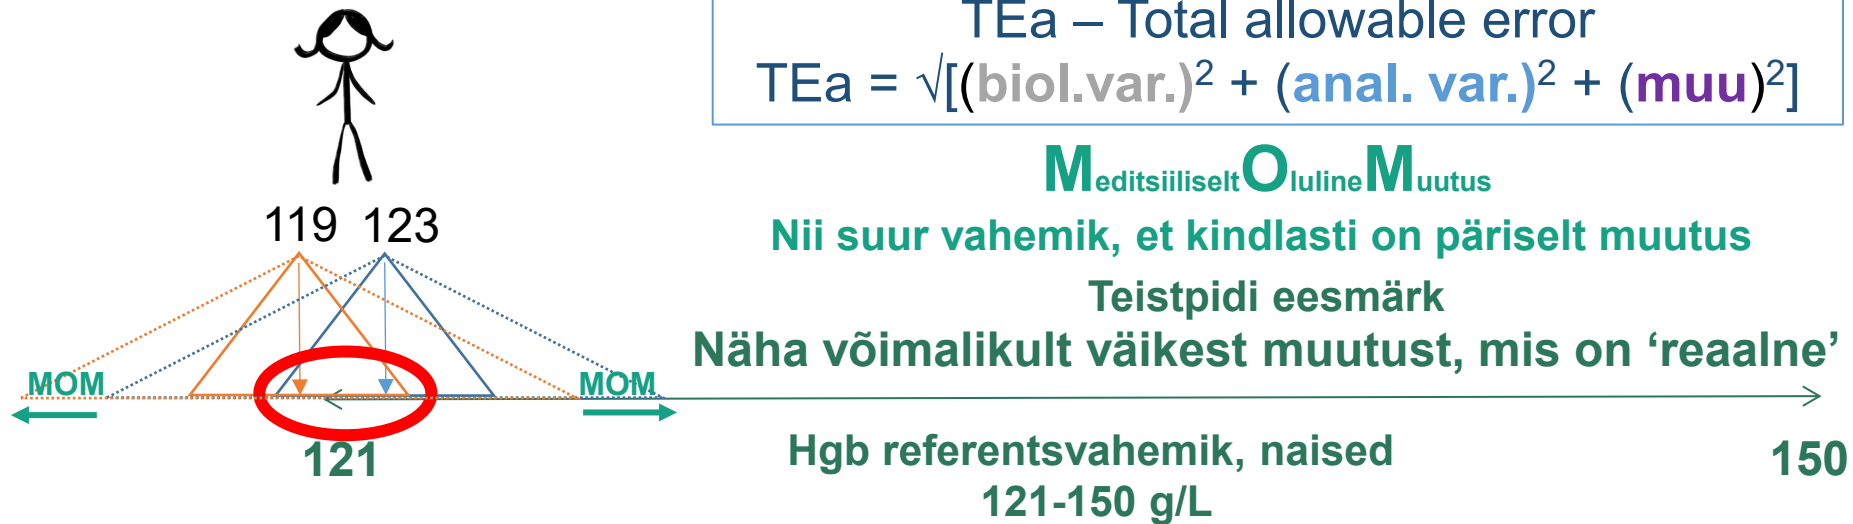 TEa – Total allowable error
TEa = √[(biol.var.)² + (anal. var.)² + (muu)²]
MeditsiiliseltOlulineMuutus
119 123
Nii suur vahemik, et kindlasti on päriselt muutus
Teistpidi eesmärk
Näha võimalikult väikest muutust, mis on ‘reaalne’
MOM MOM
121
Hgb referentsvahemik, naised
150
121-150 g/L